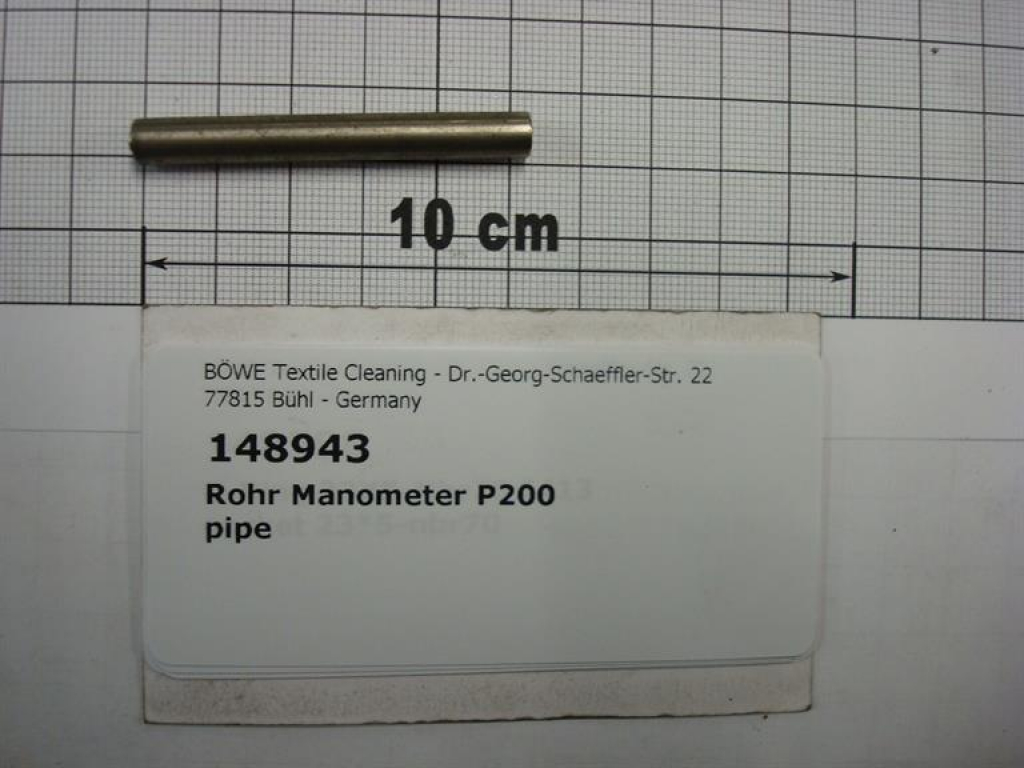 10 cm
BÖWE Textile Cleaning - Dr.-Georg-Schaeffler-Str. 22
77815 Bühl - Germany
148943
Rohr Manometer P200
pipe